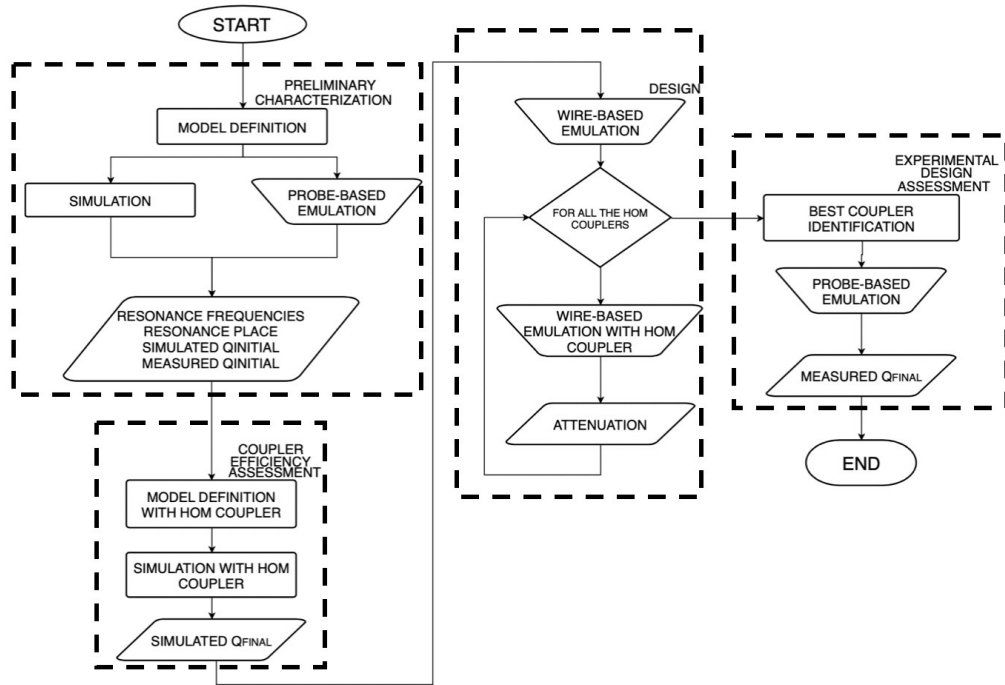 START
PRELIMINARY
CHARACTERIZATION
MODEL DEFINITION
SIMULATION
PROBE-BASED
EMULATION
RESONANCE FREQUENCIES
RESONANCE PLACE
SIMULATED QINITIAL
MEASURED QINITIAL
COUPLER
EFFICIENCY
ASSESSMENT
MODEL DEFINITION
WITH HOM COUPLER
SIMULATION WITH HOM
COUPLER
SIMULATED QFINAL
DESIGN
WIRE-BASED
EMULATION
FOR ALL THE HOM
COUPLERS
WIRE-BASED
EMULATION WITH HOM
COUPLER
ATTENUATION
EXPERIMENTAL
DESIGN
ASSESSMENT
BEST COUPLER
IDENTIFICATION
PROBE-BASED
EMULATION
MEASURED QFINAL
END